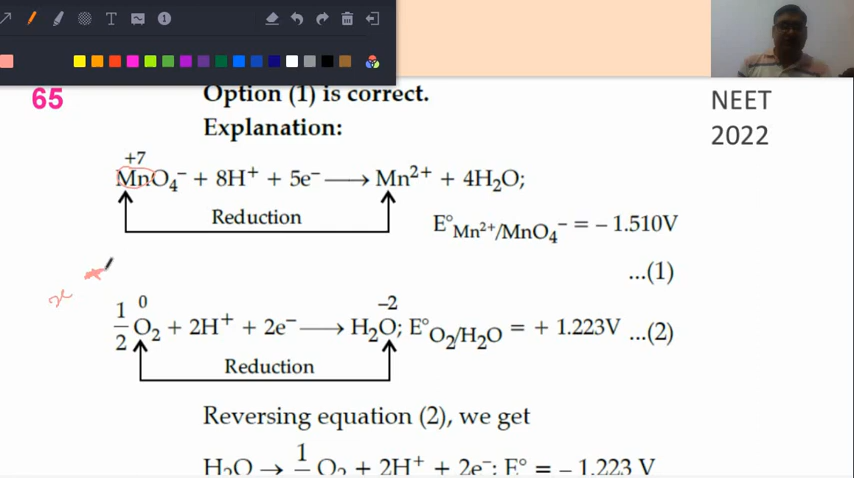 T 1
65
Option (1) is correct.
NEET
2022
Explanation:
+7
MnO₄⁻ + 8H⁺ + 5e⁻ ⟶ Mn²⁺ + 4H₂O;
Reduction
E°Mn²⁺/MnO₄⁻ = – 1.510V
...(1)
x
0 –2
1/2 O₂ + 2H⁺ + 2e⁻ ⟶ H₂O; E°O₂/H₂O = + 1.223V ...(2)
Reduction
Reversing equation (2), we get
H₂O → 1/ O₂ + 2H⁺ + 2e⁻; E° = – 1.223 V